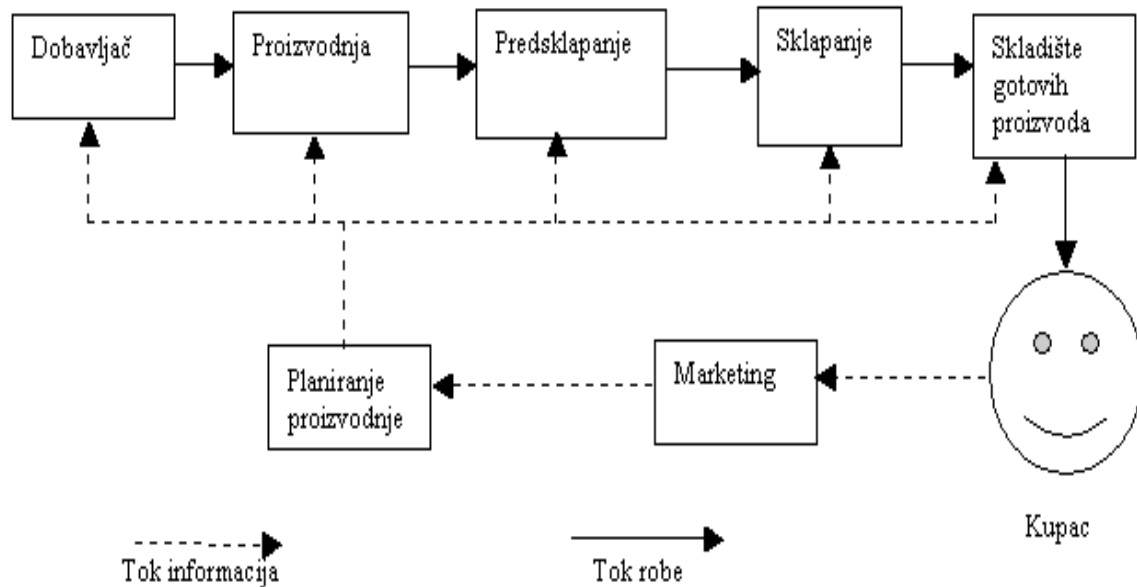 Dobavljač
Proizvodnja
Predsklapanje
Sklapanje
Skladište
gotovih
proizvoda
Planiranje
proizvodnje
Marketing
Kupac
Tok informacija
Tok robe